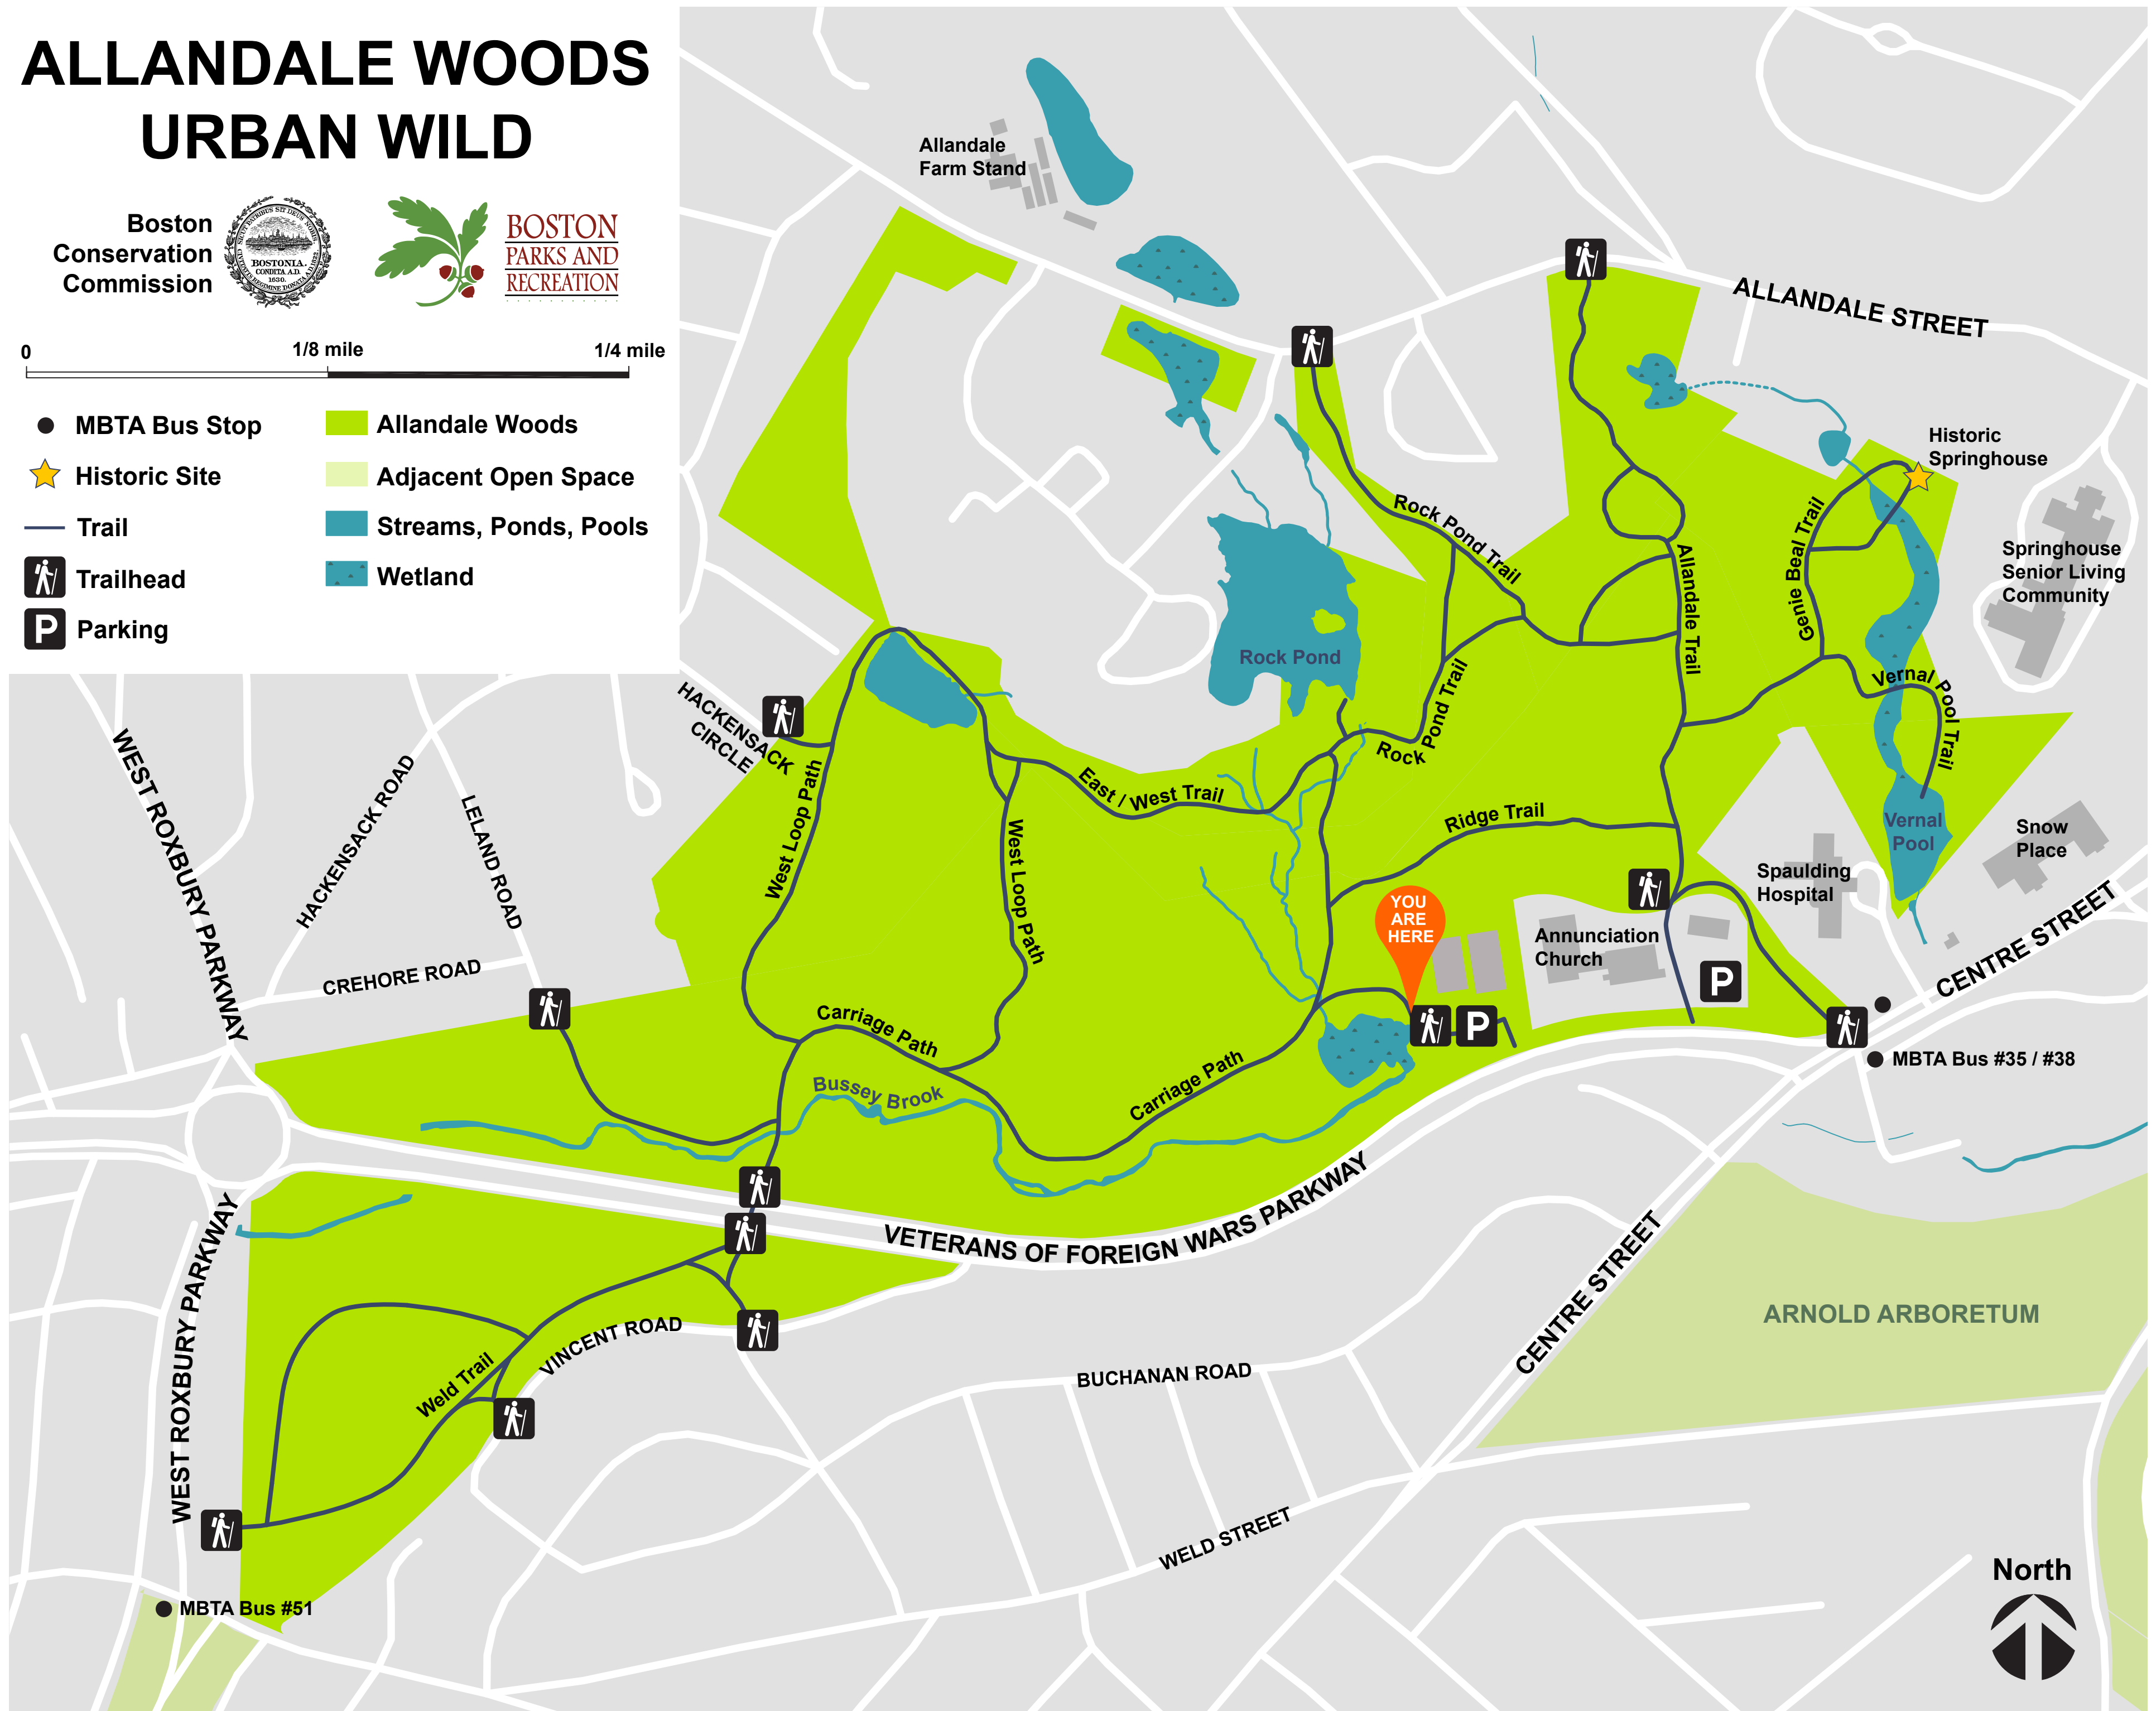 ALLANDALE WOODS
URBAN WILD
Boston
Conservation
Commission
BOSTONIA.
CONDITA A.D.
1630.
BOSTON
PARKS AND
RECREATION
0
1/8 mile
1/4 mile
MBTA Bus Stop
Historic Site
Trail
Trailhead
P
Parking
Allandale Woods
Adjacent Open Space
Streams, Ponds, Pools
Wetland
Allandale
Farm Stand
ALLANDALE STREET
Historic
Springhouse
Springhouse
Senior Living
Community
Rock Pond Trail
Allandale Trail
Genie Beal Trail
Rock Pond
Rock Pond Trail
Vernal Pool Trail
HACKENSACK
CIRCLE
WEST ROXBURY PARKWAY
HACKENSACK ROAD
LELAND ROAD
CREHORE ROAD
West Loop Path
East / West Trail
West Loop Path
Ridge Trail
Vernal
Pool
Snow
Place
Spaulding
Hospital
YOU
ARE
HERE
Annunciation
Church
P
P
CENTRE STREET
MBTA Bus #35 / #38
Carriage Path
Bussey Brook
Carriage Path
VETERANS OF FOREIGN WARS PARKWAY
WEST ROXBURY PARKWAY
Weld Trail
VINCENT ROAD
BUCHANAN ROAD
CENTRE STREET
ARNOLD ARBORETUM
WELD STREET
MBTA Bus #51
North